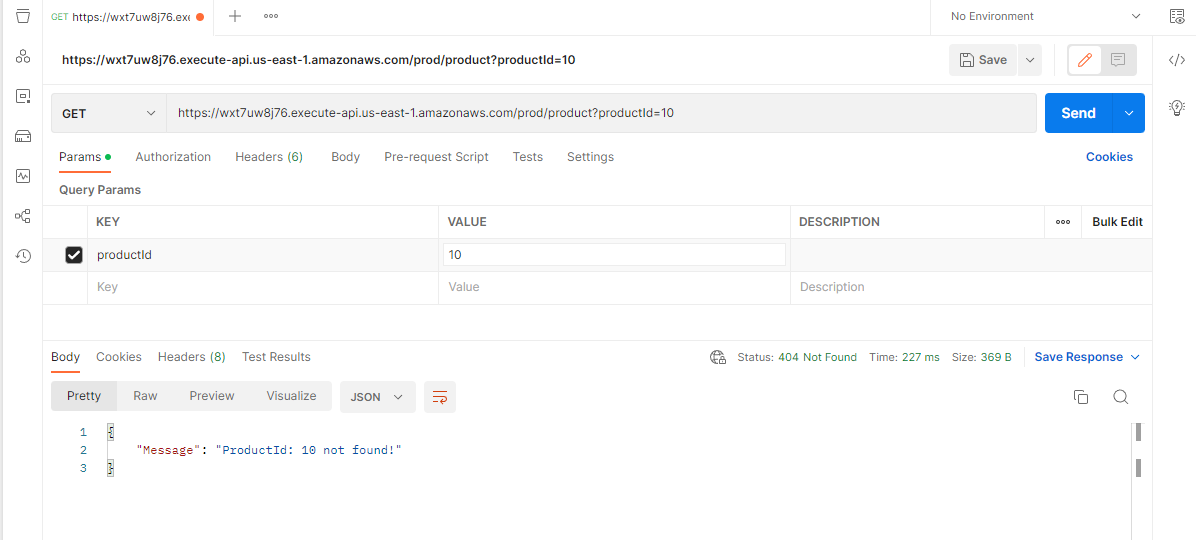 GET https://wxt7uw8j76.exe
No Environment
https://wxt7uw8j76.execute-api.us-east-1.amazonaws.com/prod/product?productId=10
Save
GET https://wxt7uw8j76.execute-api.us-east-1.amazonaws.com/prod/product?productId=10 Send
Params Authorization Headers (6) Body Pre-request Script Tests Settings Cookies
Query Params
KEY VALUE DESCRIPTION Bulk Edit
productId 10
Key Value Description
Body Cookies Headers (8) Test Results Status: 404 Not Found Time: 227 ms Size: 369 B Save Response
Pretty Raw Preview Visualize JSON
1 {
2 "Message": "ProductId: 10 not found!"
3 }